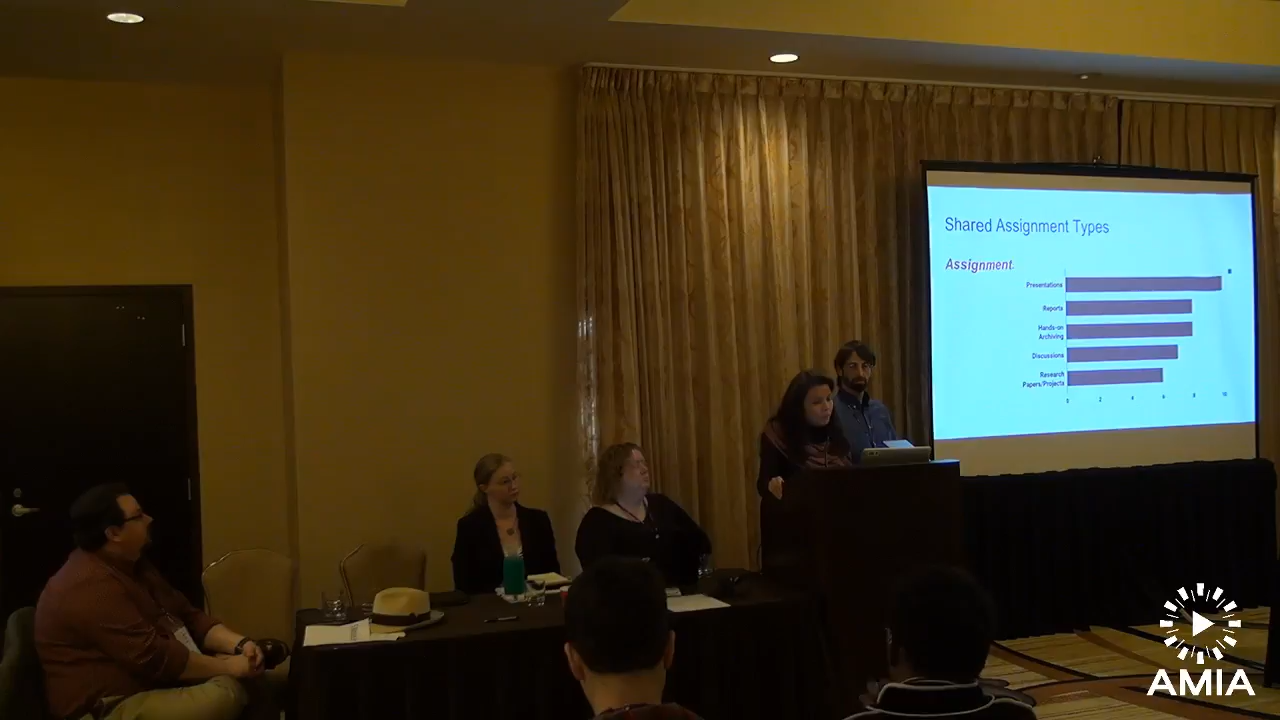 Shared Assignment Types
Assignment
Presentations
Reports
Hands-on
Archiving
Discussions
Research
Papers/Projects
0 2 4 6 8 10
AMIA